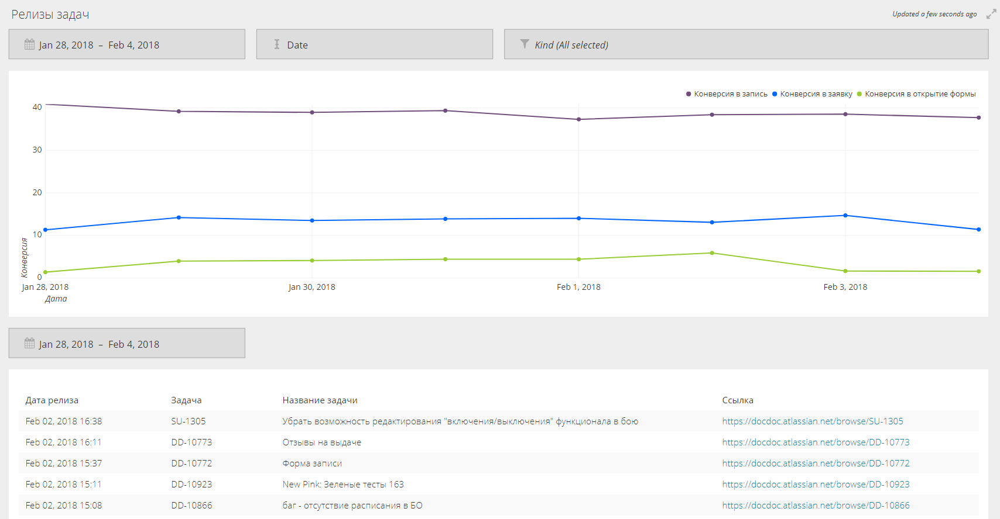 Релизы задач
Updated a few seconds ago
Jan 28, 2018 – Feb 4, 2018
Date
Kind (All selected)
Конверсия в запись Конверсия в заявку Конверсия в открытие формы
40
30
20
10
0
Конверсия
Jan 28, 2018 Jan 30, 2018 Feb 1, 2018 Feb 3, 2018
Дата
Jan 28, 2018 – Feb 4, 2018
Дата релиза Задача Название задачи Ссылка
Feb 02, 2018 16:38 SU-1305 Убрать возможность редактирования "включения/выключения" функционала в бою https://docdoc.atlassian.net/browse/SU-1305
Feb 02, 2018 16:11 DD-10773 Отзывы на выдаче https://docdoc.atlassian.net/browse/DD-10773
Feb 02, 2018 15:37 DD-10772 Форма записи https://docdoc.atlassian.net/browse/DD-10772
Feb 02, 2018 15:11 DD-10923 New Pink: Зеленые тесты 163 https://docdoc.atlassian.net/browse/DD-10923
Feb 02, 2018 15:08 DD-10866 баг - отсутствие расписания в БО https://docdoc.atlassian.net/browse/DD-10866